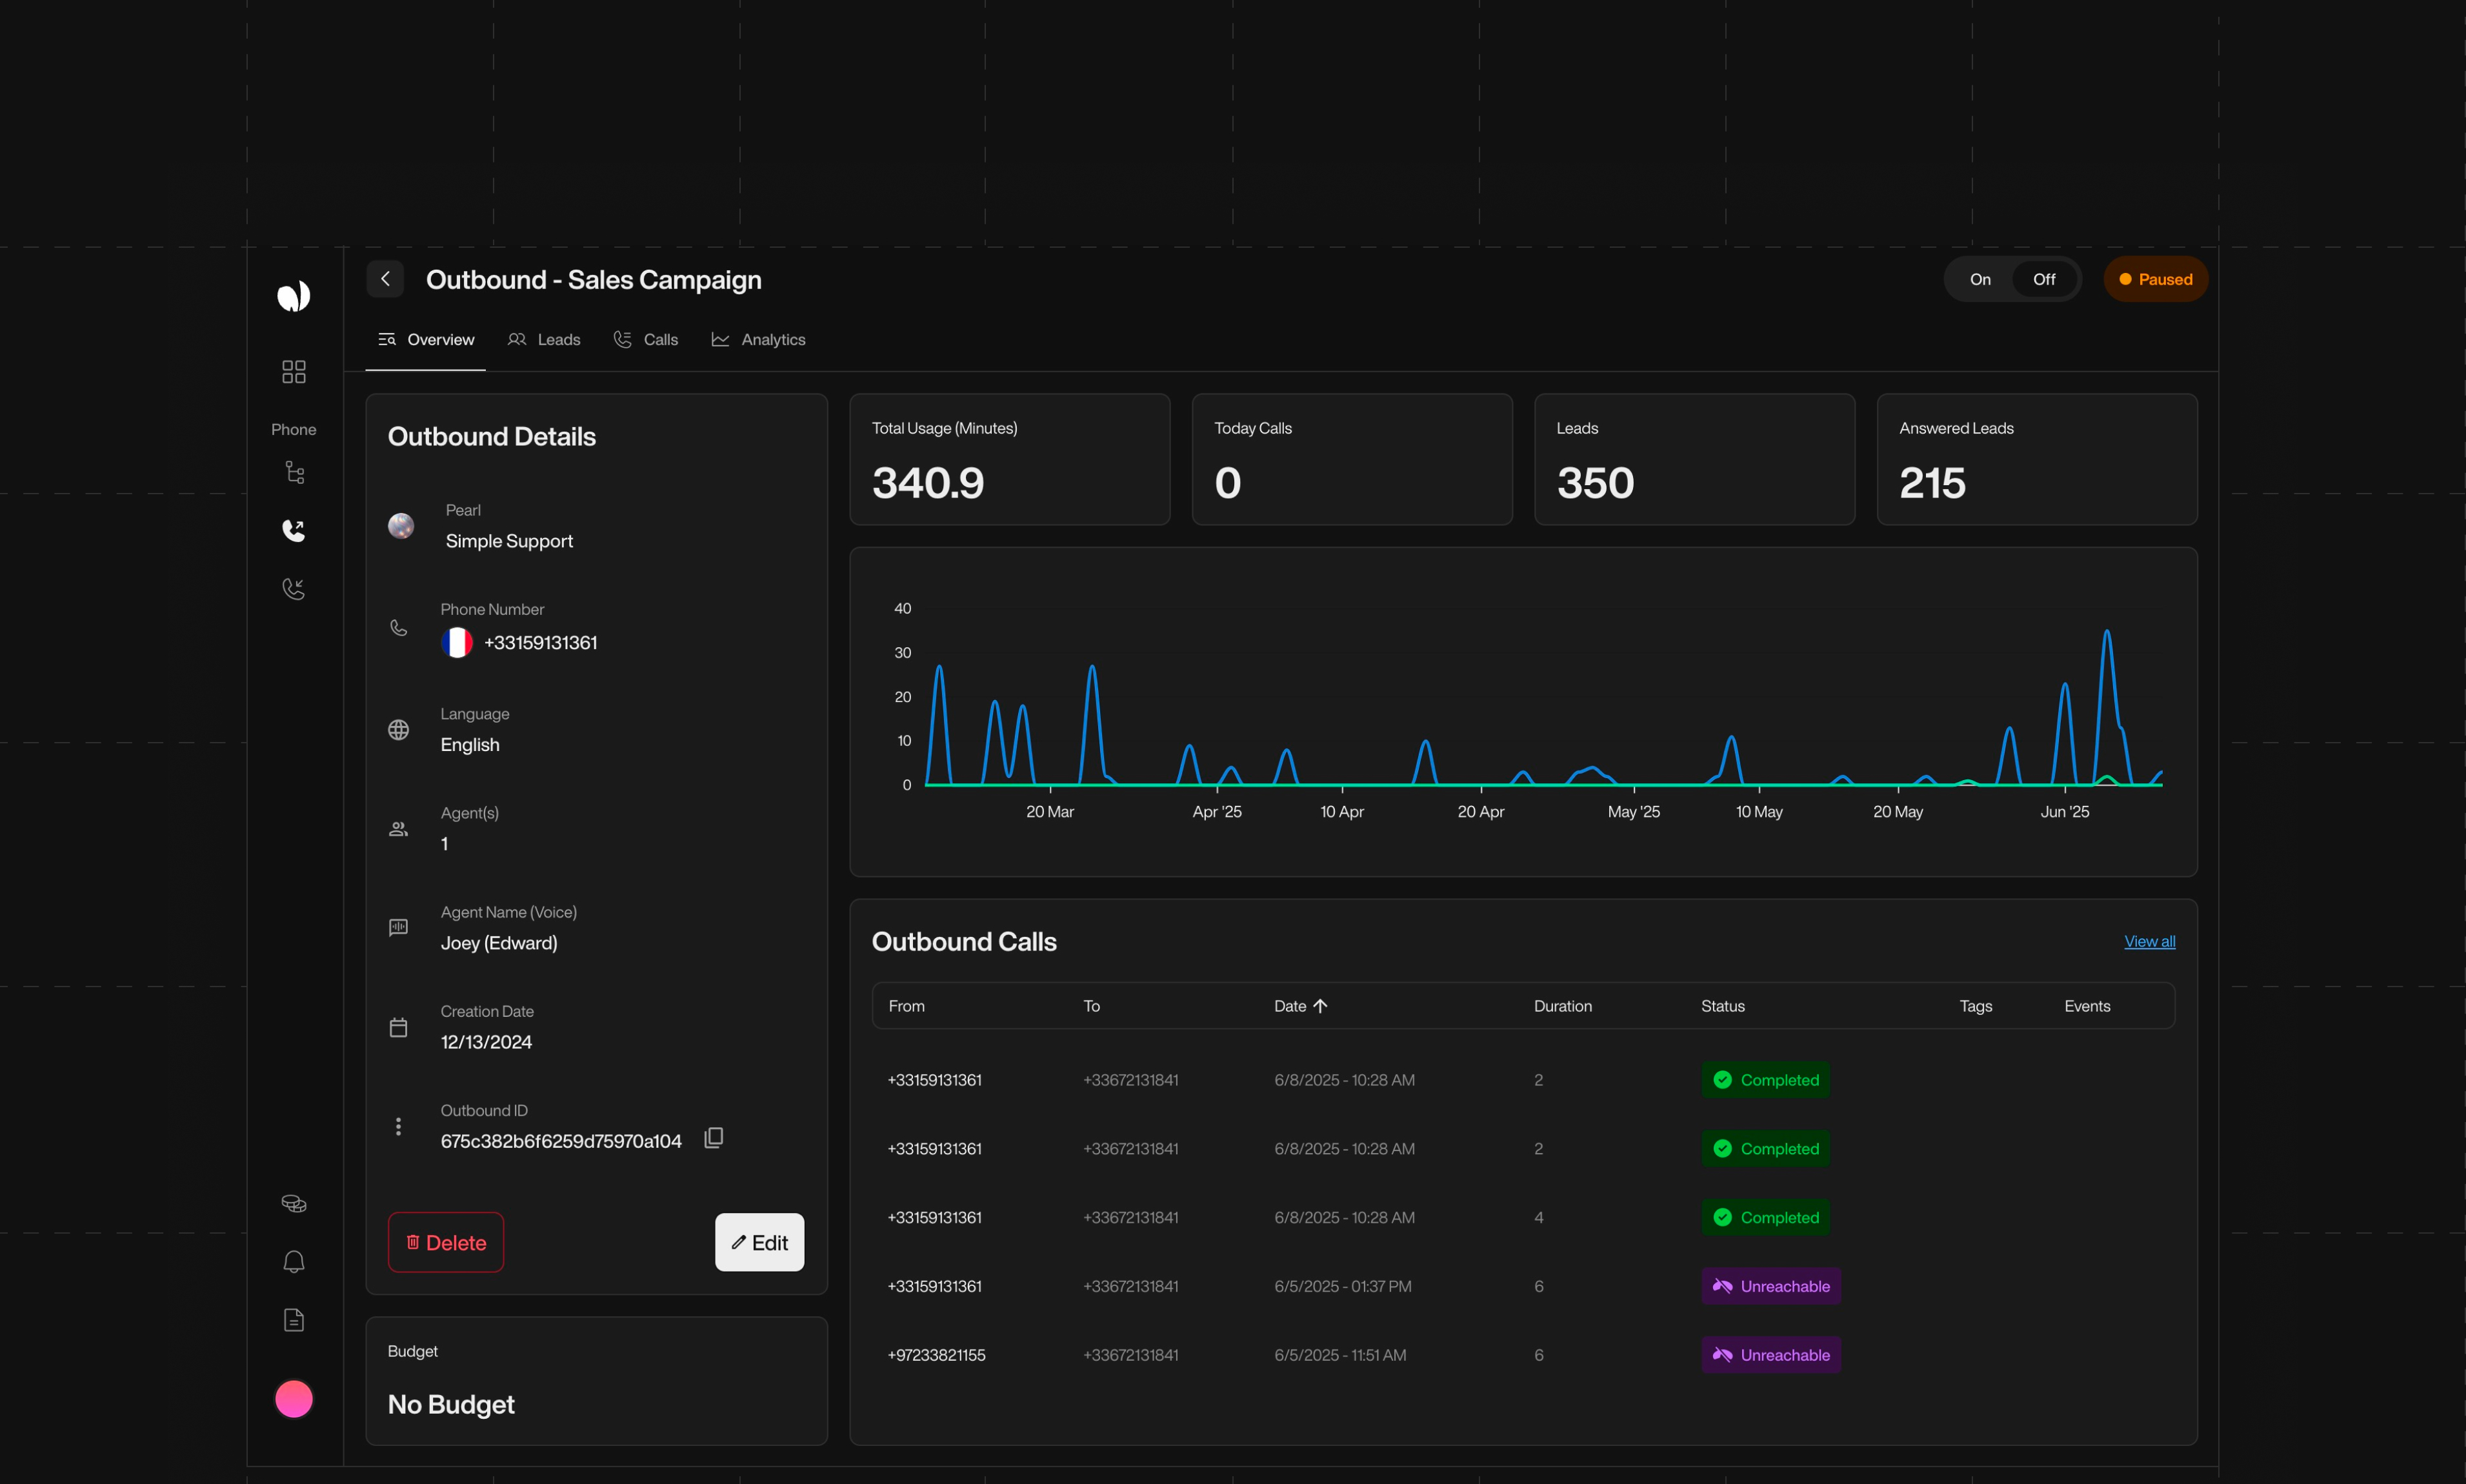 Outbound - Sales Campaign
On
Off
Paused
Overview
Leads
Calls
Analytics
Phone
Outbound Details
Pearl
Simple Support
Phone Number
+33159131361
Language
English
Agent(s)
1
Agent Name (Voice)
Joey (Edward)
Creation Date
12/13/2024
Outbound ID
675c382b6f6259d75970a104
Delete
Edit
Budget
No Budget
Total Usage (Minutes)
340.9
Today Calls
0
Leads
350
Answered Leads
215
40
30
20
10
0
20 Mar
Apr '25
10 Apr
20 Apr
May '25
10 May
20 May
Jun '25
Outbound Calls
View all
From To Date Duration Status Tags Events
+33159131361 +33672131841 6/8/2025 - 10:28 AM 2 Completed
+33159131361 +33672131841 6/8/2025 - 10:28 AM 2 Completed
+33159131361 +33672131841 6/8/2025 - 10:28 AM 4 Completed
+33159131361 +33672131841 6/5/2025 - 01:37 PM 6 Unreachable
+97233821155 +33672131841 6/5/2025 - 11:51 AM 6 Unreachable